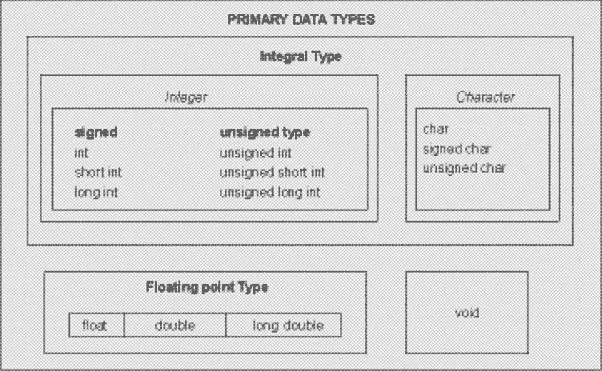 PRIMARY DATA TYPES
Integral Type
Integer
signed unsigned type
int unsigned int
short int unsigned short int
long int unsigned long int
Character
char
signed char
unsigned char
Floating point Type
float double long double
void